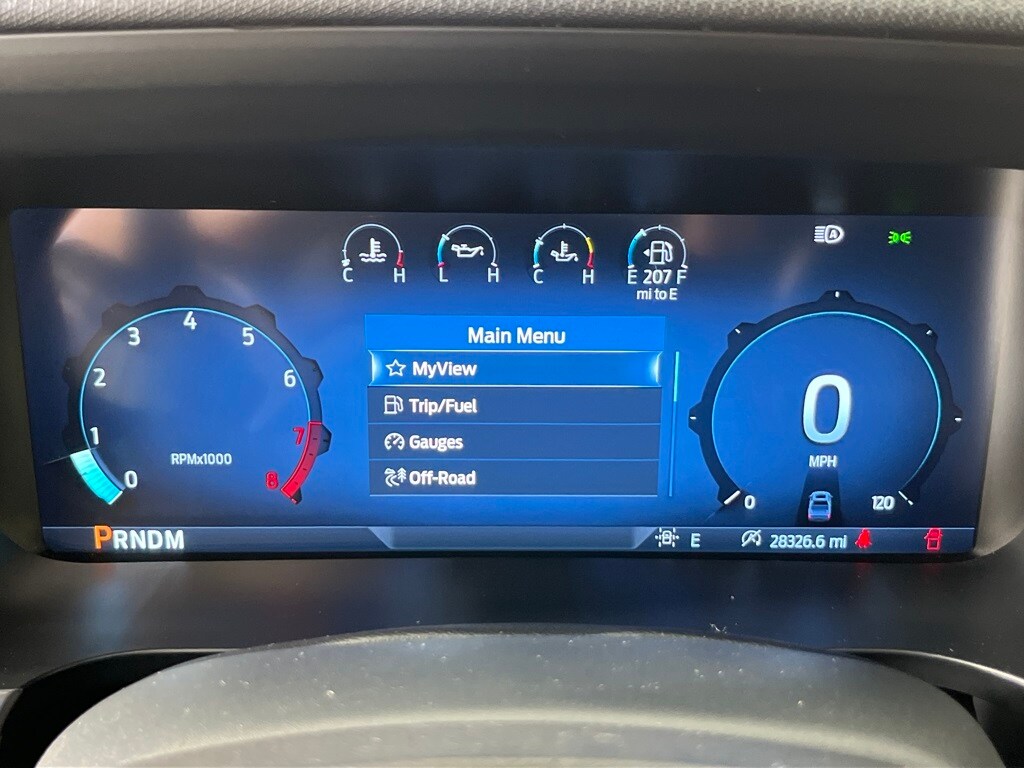 C H
L H
C H
E 207 F
mi to E
A
0
1
2
3
4
5
6
7
8
RPMx1000
Main Menu
MyView
Trip/Fuel
Gauges
Off-Road
0
MPH
0
120
PRNDM
E
28326.6 mi